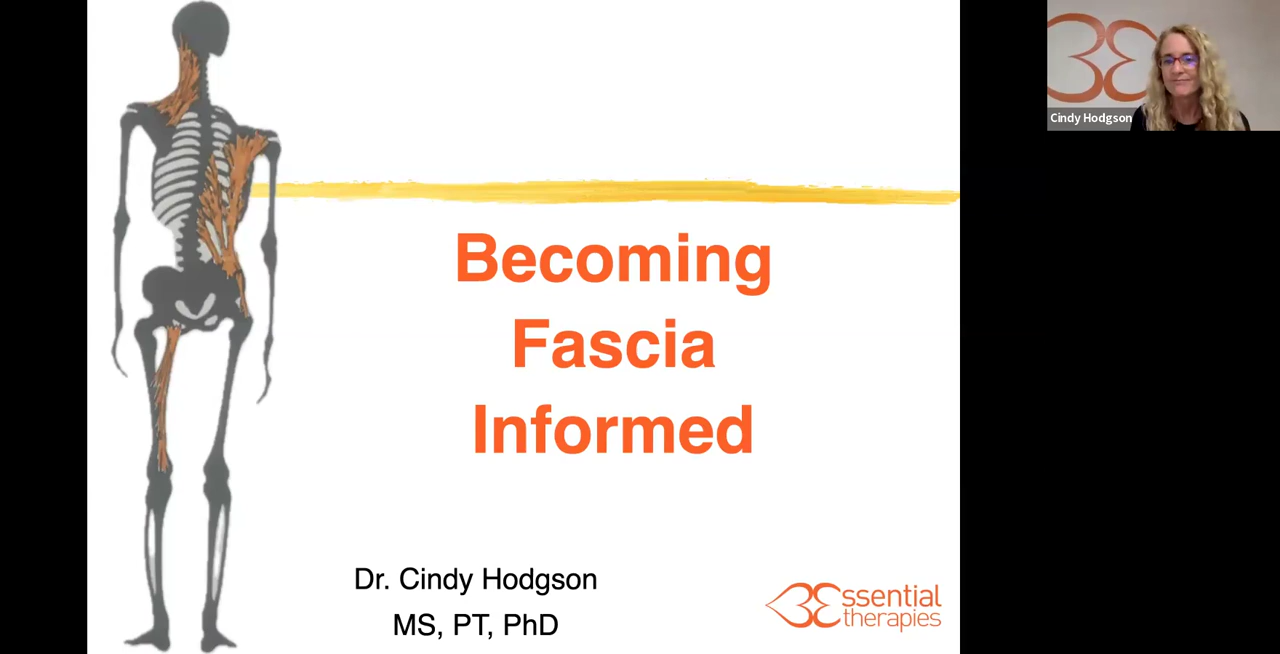 Becoming
Fascia
Informed
Dr. Cindy Hodgson
MS, PT, PhD
Essential
therapies
Cindy Hodgson